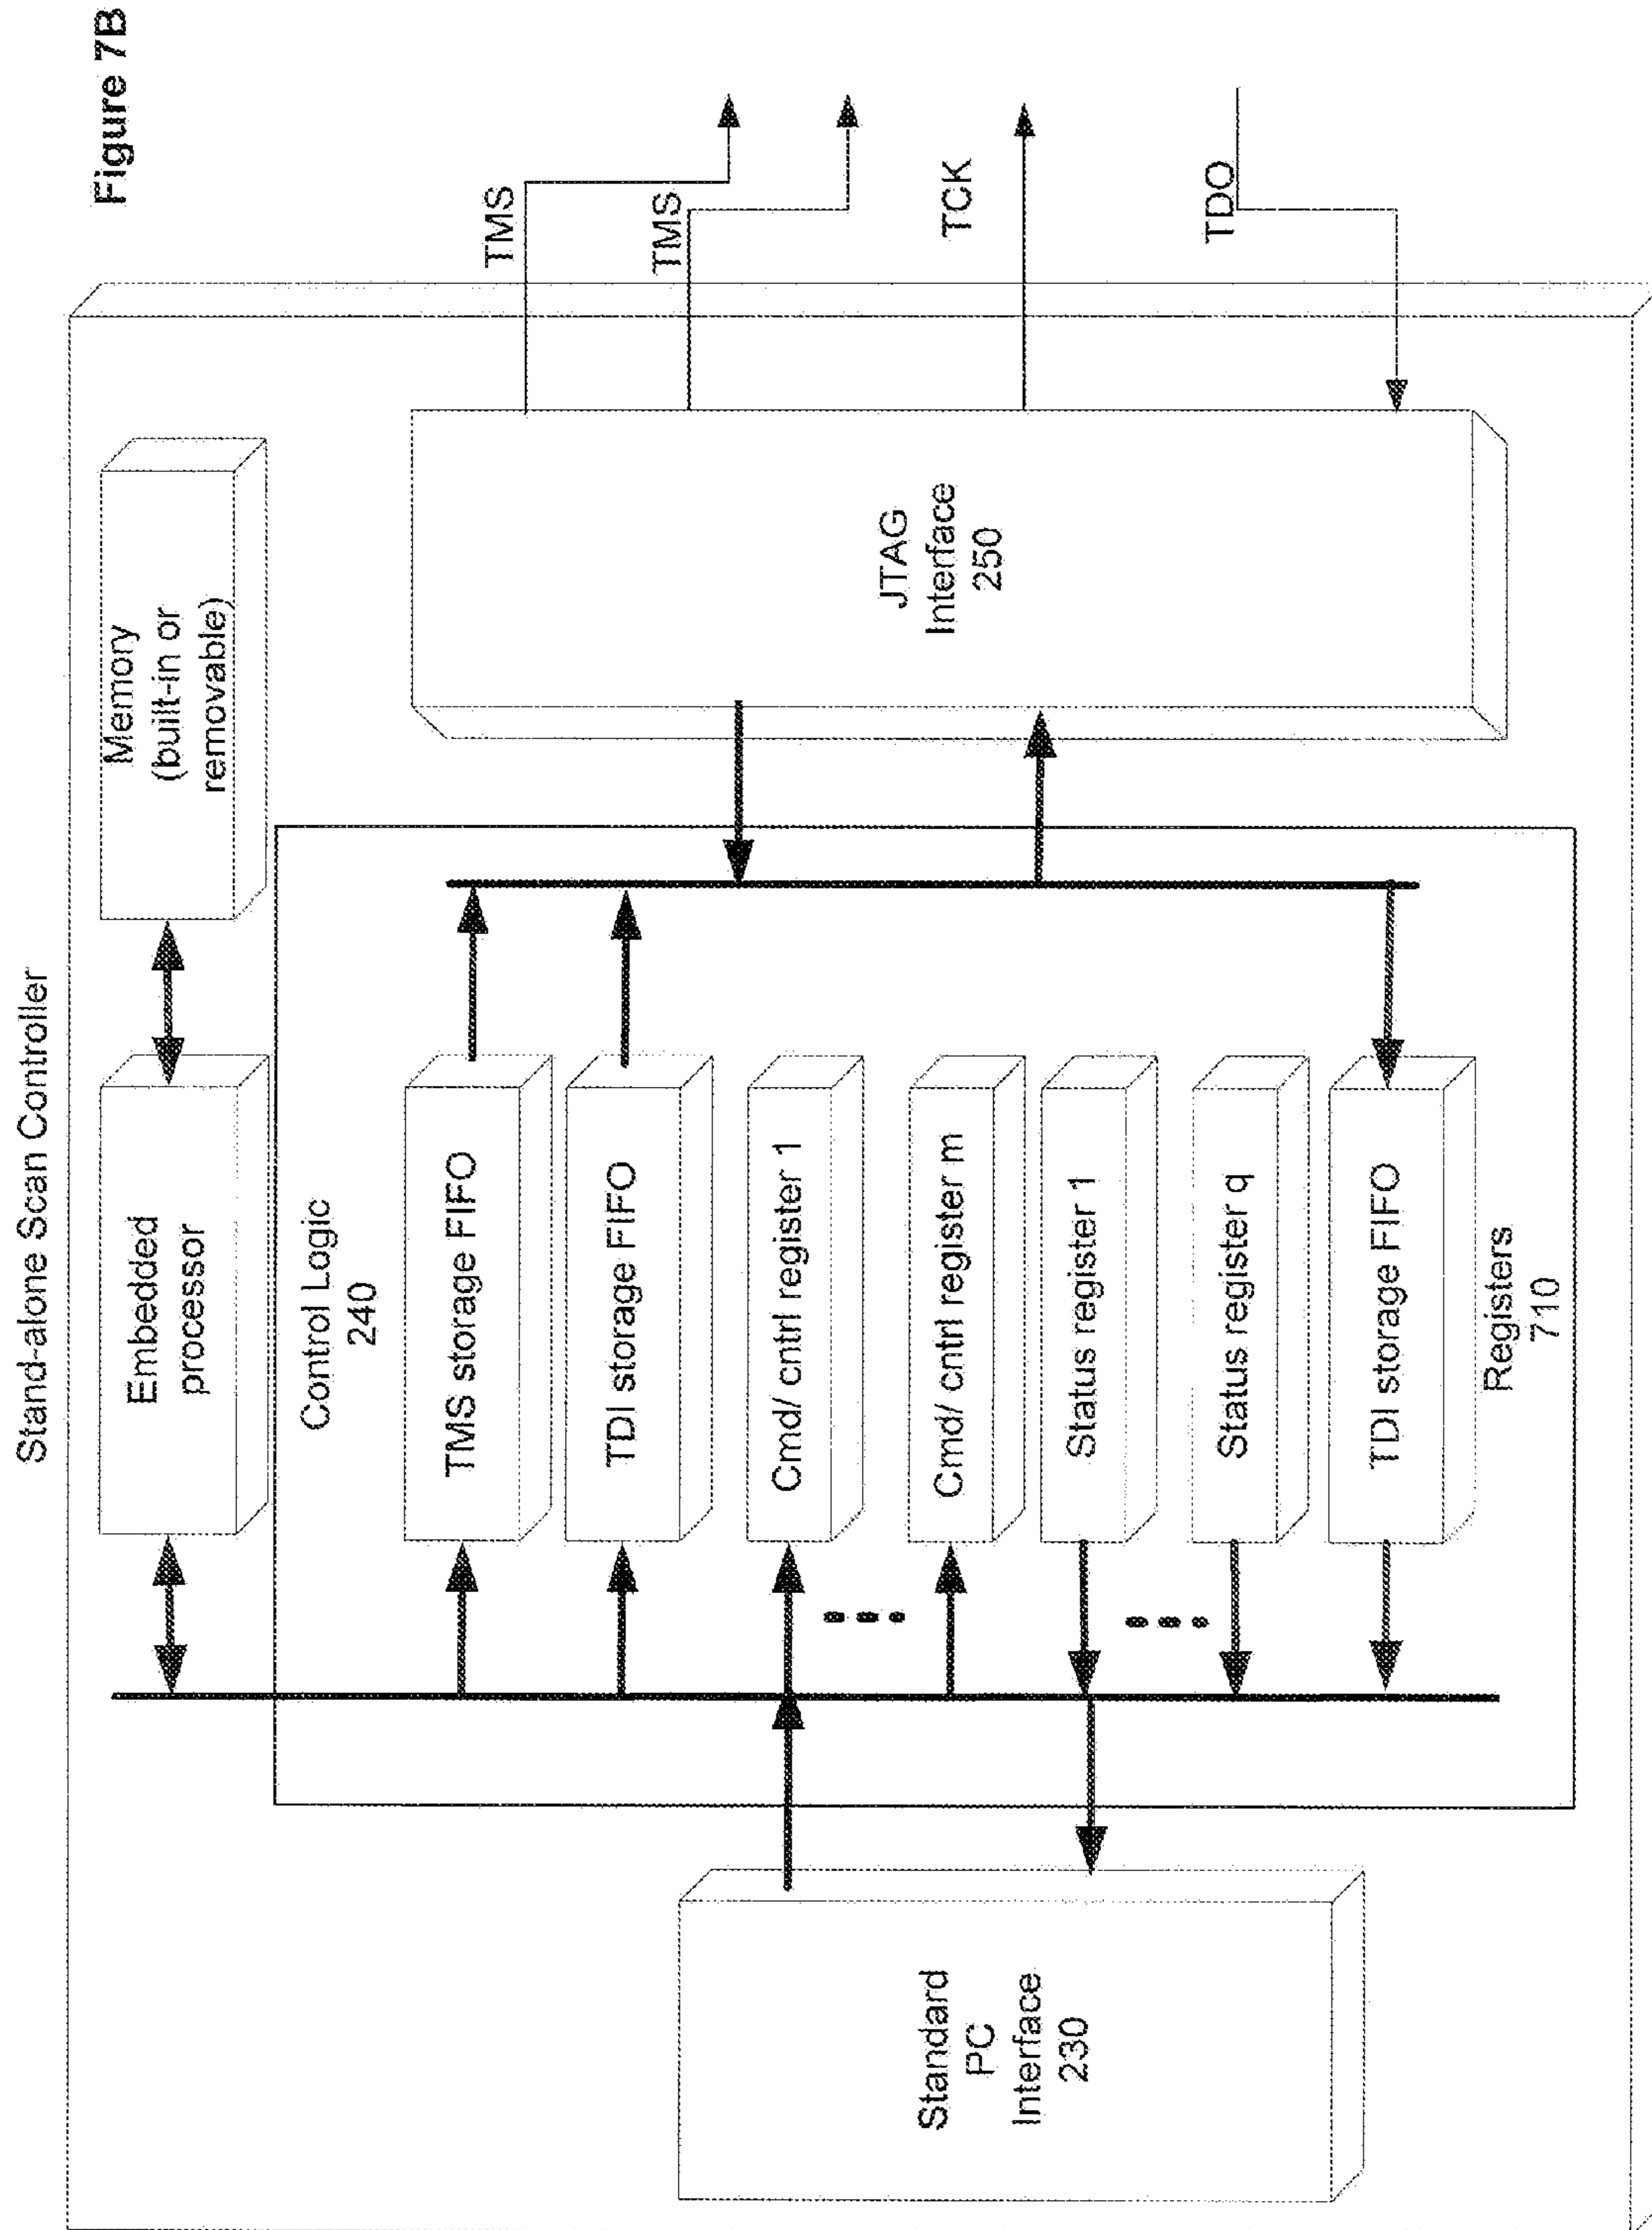 Figure 7B
Stand-alone Scan Controller
Embedded
processor
Memory
(built-in or
removable)
Control Logic
240
TMS storage FIFO
TDI storage FIFO
Cmd/ cntrl register 1
Cmd/ cntrl register m
Status register 1
Status register q
TDI storage FIFO
Registers
710
Standard
PC
Interface
230
JTAG
Interface
250
TMS
TMS
TCK
TDO